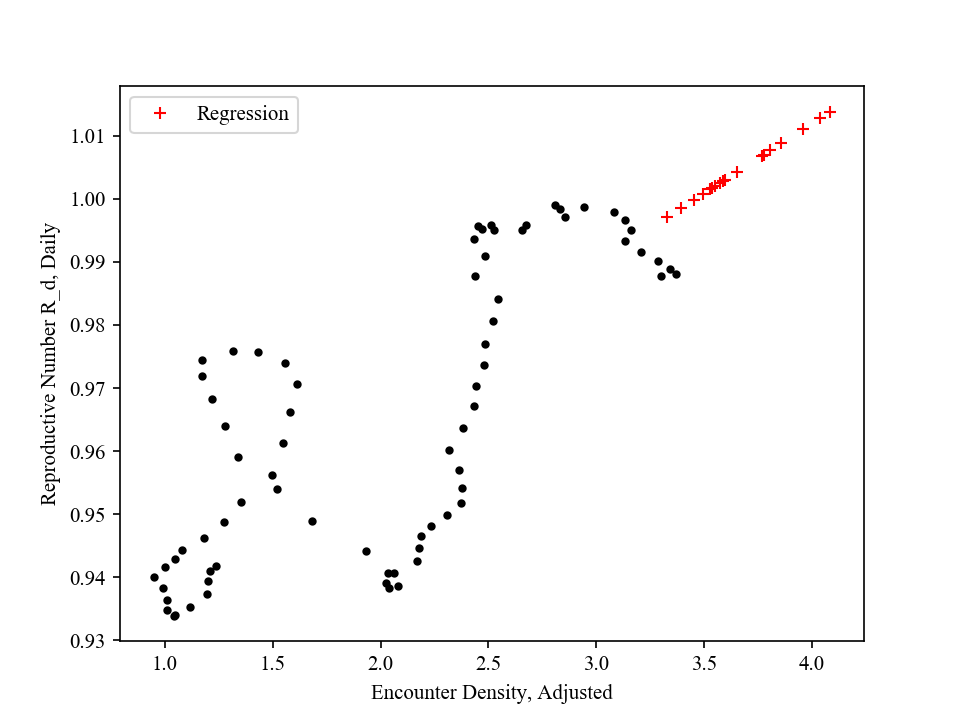 Regression
1.01
1.00
0.99
0.98
0.97
0.96
0.95
0.94
0.93
Reproductive Number R_d, Daily
1.0 1.5 2.0 2.5 3.0 3.5 4.0
Encounter Density, Adjusted